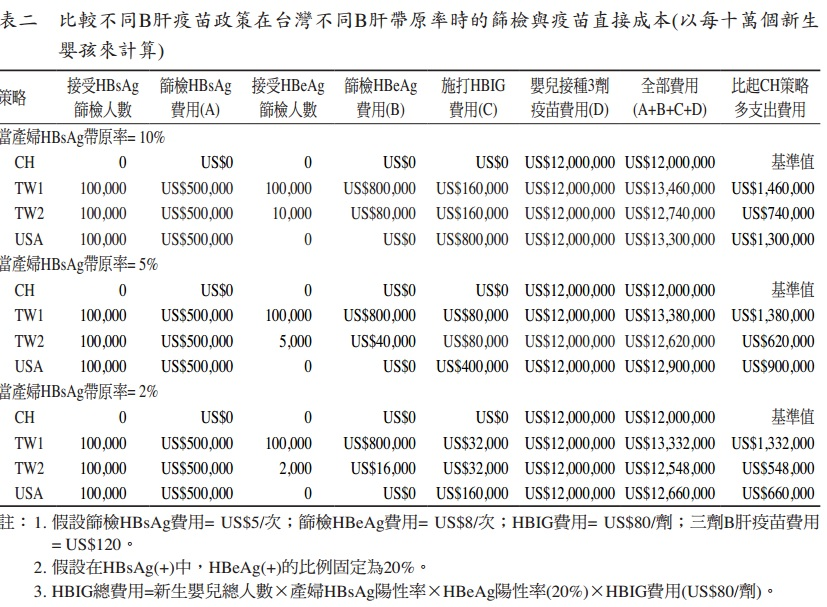 表二 比較不同B肝疫苗政策在台灣不同B肝帶原率時的篩檢與疫苗直接成本(以每十萬個新生
嬰孩來計算)
策略 接受HBsAg篩檢人數 篩檢HBsAg費用(A) 接受HBeAg篩檢人數 篩檢HBeAg費用(B) 施打HBIG費用(C) 嬰兒接種3劑疫苗費用(D) 全部費用(A+B+C+D) 比起CH策略多支出費用
當產婦HBsAg帶原率= 10%
CH 0 US$0 0 US$0 US$0 US$12,000,000 US$12,000,000 基準值
TW1 100,000 US$500,000 100,000 US$800,000 US$160,000 US$12,000,000 US$13,460,000 US$1,460,000
TW2 100,000 US$500,000 10,000 US$80,000 US$160,000 US$12,000,000 US$12,740,000 US$740,000
USA 100,000 US$500,000 0 US$0 US$800,000 US$12,000,000 US$13,300,000 US$1,300,000
當產婦HBsAg帶原率= 5%
CH 0 US$0 0 US$0 US$0 US$12,000,000 US$12,000,000 基準值
TW1 100,000 US$500,000 100,000 US$800,000 US$80,000 US$12,000,000 US$13,380,000 US$1,380,000
TW2 100,000 US$500,000 5,000 US$40,000 US$80,000 US$12,000,000 US$12,620,000 US$620,000
USA 100,000 US$500,000 0 US$0 US$400,000 US$12,000,000 US$12,900,000 US$900,000
當產婦HBsAg帶原率= 2%
CH 0 US$0 0 US$0 US$0 US$12,000,000 US$12,000,000 基準值
TW1 100,000 US$500,000 100,000 US$800,000 US$32,000 US$12,000,000 US$13,332,000 US$1,332,000
TW2 100,000 US$500,000 2,000 US$16,000 US$32,000 US$12,000,000 US$12,548,000 US$548,000
USA 100,000 US$500,000 0 US$0 US$160,000 US$12,000,000 US$12,660,000 US$660,000
註：1. 假設篩檢HBsAg費用= US$5/次；篩檢HBeAg費用= US$8/次；HBIG費用= US$80/劑；三劑B肝疫苗費用
= US$120。
2. 假設在HBsAg(+)中，HBeAg(+)的比例固定為20%。
3. HBIG總費用=新生嬰兒總人數×產婦HBsAg陽性率×HBeAg陽性率(20%)×HBIG費用(US$80/劑)。